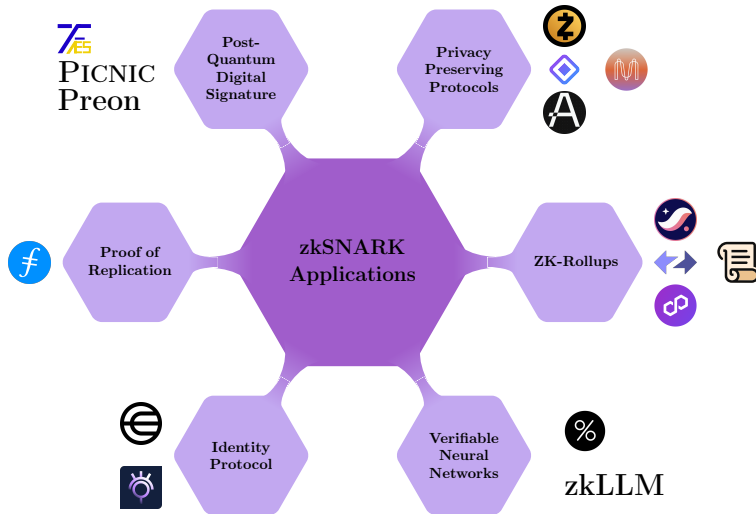 Post-
Quantum
Digital
Signature
Privacy
Preserving
Protocols
PICNIC
Preon
zkSNARK
Applications
Proof of
Replication
ZK-Rollups
Identity
Protocol
Verifiable
Neural
Networks
%
zkLLM